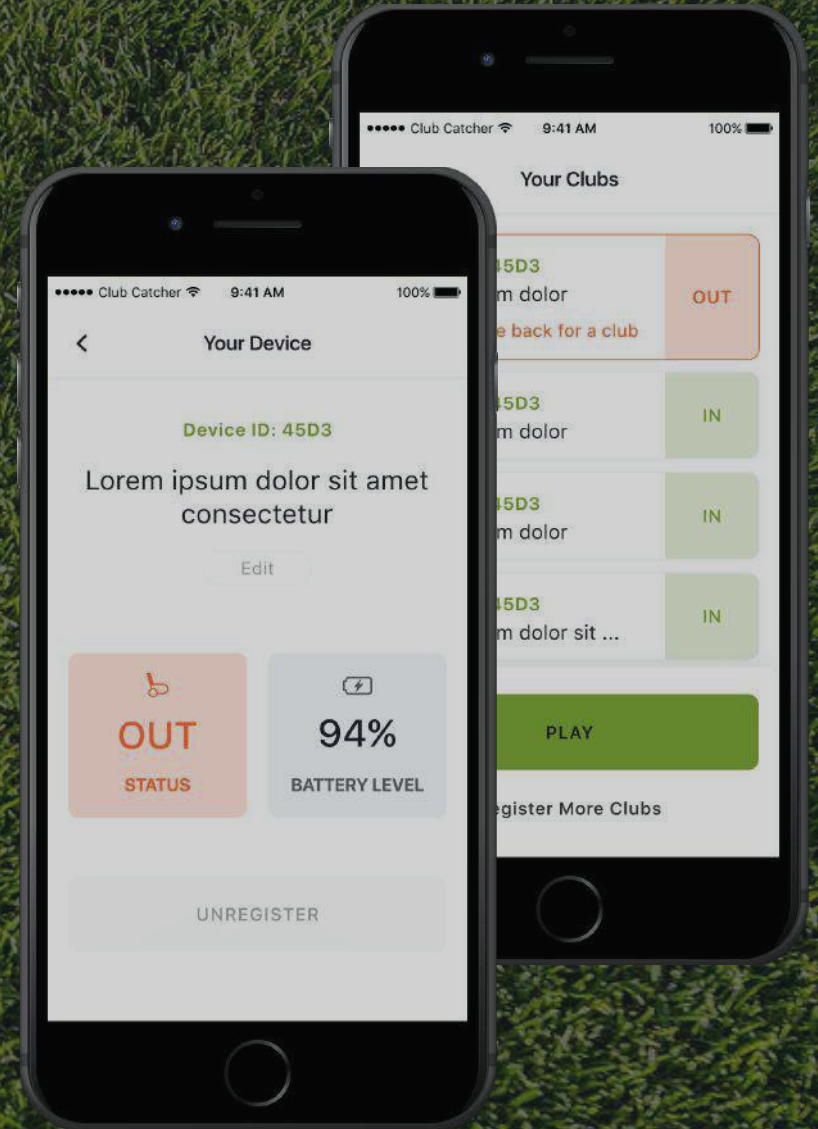 Club Catcher 9:41 AM 100%
Your Device
Device ID: 45D3
Lorem ipsum dolor sit amet
consectetur
Edit
OUT
STATUS
94%
BATTERY LEVEL
UNREGISTER
Club Catcher 9:41 AM 100%
Your Clubs
45D3
dolor
back for a club
OUT
45D3
dolor
IN
45D3
dolor
IN
45D3
dolor sit ...
IN
PLAY
More Clubs